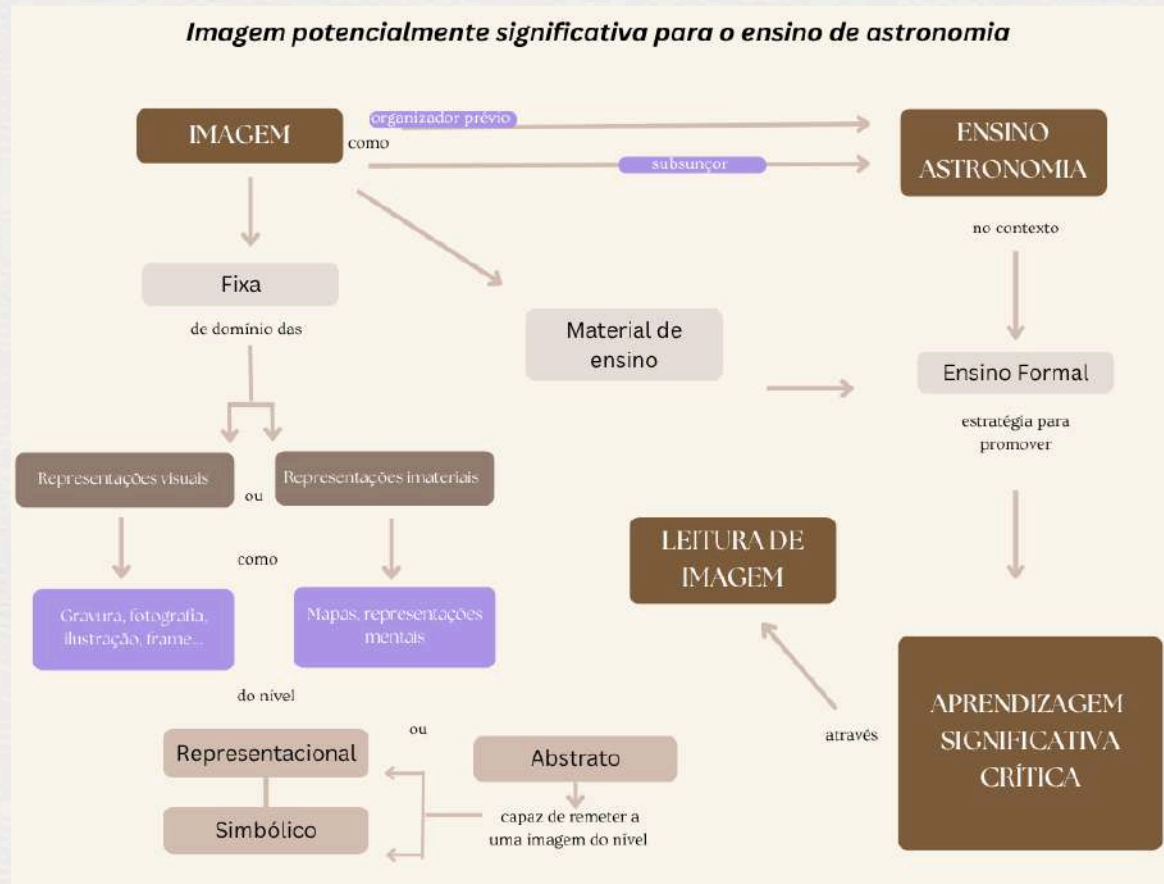 Imagem potencialmente significativa para o ensino de astronomia
IMAGEM
como
organizador prévio
subsunçor
ENSINO
ASTRONOMIA
no contexto
Fixa
de domínio das
Material de
ensino
Ensino Formal
estratégia para
promover
Representações visuais
ou
Representações imateriais
como
Gravura, fotografia,
ilustração, frame...
Mapas, representações
mentais
LEITURA DE
IMAGEM
do nível
Representacional
ou
Abstrato
Simbólico
capaz de remeter a
uma imagem do nível
através
APRENDIZAGEM
SIGNIFICATIVA
CRÍTICA